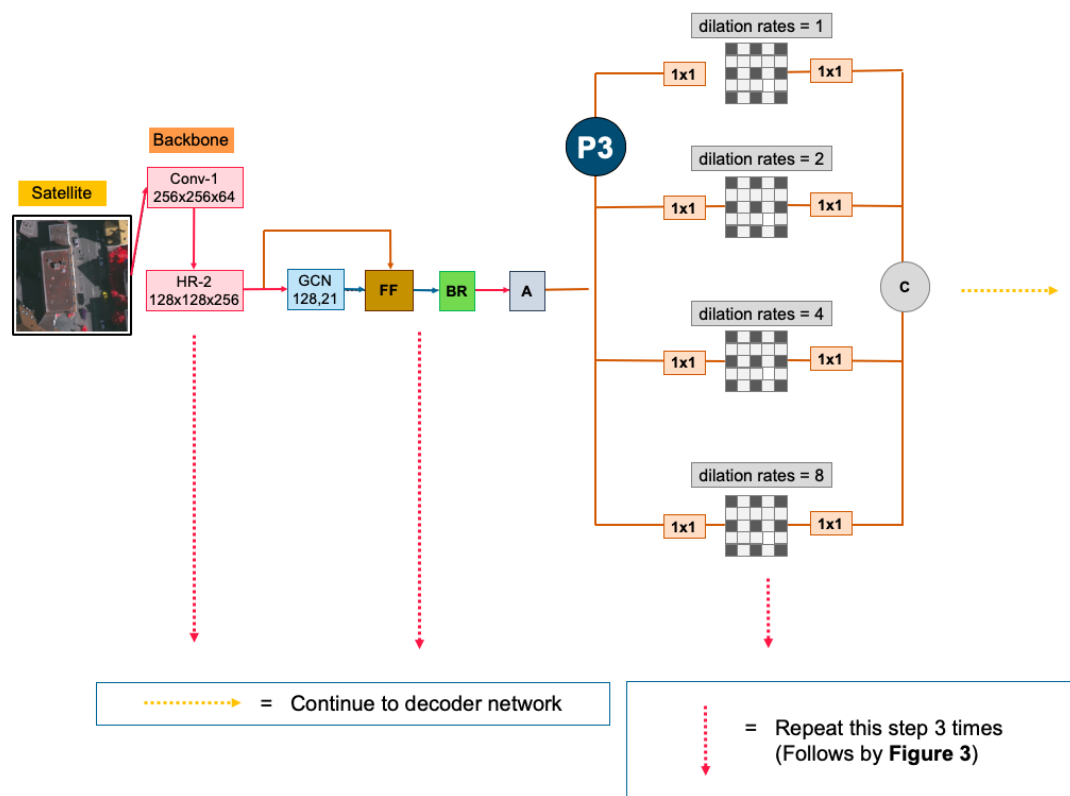 Satellite
Backbone
Conv-1
256x256x64
HR-2
128x128x256
GCN
128,21
FF
BR
A
P3
dilation rates = 1
1x1
1x1
dilation rates = 2
1x1
1x1
dilation rates = 4
1x1
1x1
dilation rates = 8
1x1
1x1
C
= Continue to decoder network
= Repeat this step 3 times
(Follows by Figure 3)